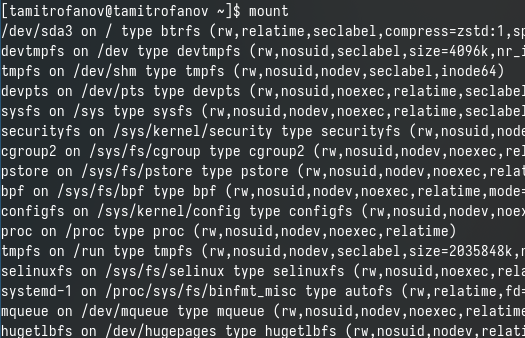 [tamitrofanov@tamitrofanov ~]$ mount
/dev/sda3 on / type btrfs (rw,relatime,seclabel,compress=zstd:1,sp
devtmpfs on /dev type devtmpfs (rw,nosuid,seclabel,size=4096k,nr_i
tmpfs on /dev/shm type tmpfs (rw,nosuid,nodev,seclabel,inode64)
devpts on /dev/pts type devpts (rw,nosuid,noexec,relatime,seclabel
sysfs on /sys type sysfs (rw,nosuid,nodev,noexec,relatime,seclabel
securityfs on /sys/kernel/security type securityfs (rw,nosuid,node
cgroup2 on /sys/fs/cgroup type cgroup2 (rw,nosuid,nodev,noexec,rel
pstore on /sys/fs/pstore type pstore (rw,nosuid,nodev,noexec,relat
bpf on /sys/fs/bpf type bpf (rw,nosuid,nodev,noexec,relatime,mode=
configfs on /sys/kernel/config type configfs (rw,nosuid,nodev,noex
proc on /proc type proc (rw,nosuid,nodev,noexec,relatime)
tmpfs on /run type tmpfs (rw,nosuid,nodev,seclabel,size=2035848k,n
selinuxfs on /sys/fs/selinux type selinuxfs (rw,nosuid,noexec,rela
systemd-1 on /proc/sys/fs/binfmt_misc type autofs (rw,relatime,fd=
mqueue on /dev/mqueue type mqueue (rw,nosuid,nodev,noexec,relatime
hugetlbfs on /dev/hugepages type hugetlbfs (rw,nosuid,nodev,relati